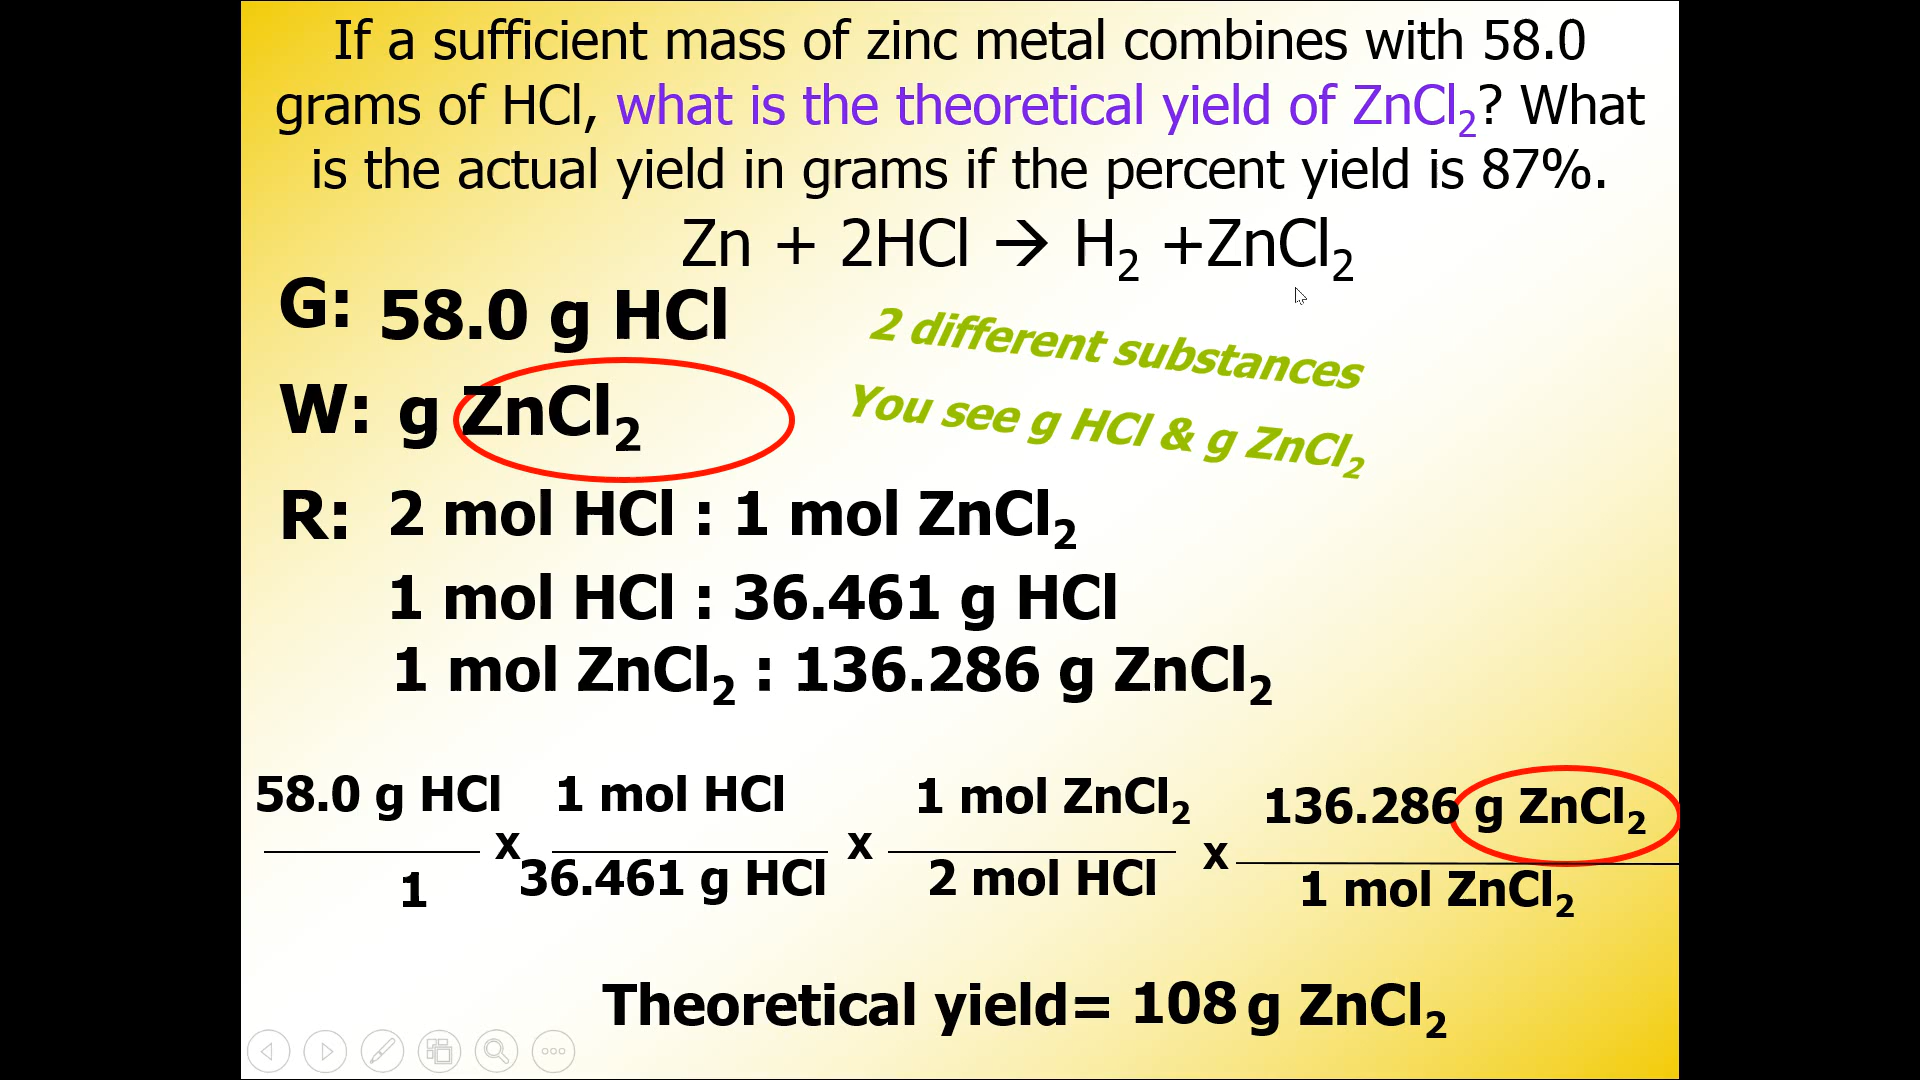 If a sufficient mass of zinc metal combines with 58.0
grams of HCl, what is the theoretical yield of ZnCl₂? What
is the actual yield in grams if the percent yield is 87%.
Zn + 2HCl → H₂ +ZnCl₂
G: 58.0 g HCl
2 different substances
W: g ZnCl₂
You see g HCl & g ZnCl₂
R: 2 mol HCl : 1 mol ZnCl₂
1 mol HCl : 36.461 g HCl
1 mol ZnCl₂ : 136.286 g ZnCl₂
58.0 g HCl 1 mol HCl 1 mol ZnCl₂ 136.286 g ZnCl₂
x x x
1 36.461 g HCl 2 mol HCl 1 mol ZnCl₂
Theoretical yield= 108 g ZnCl₂